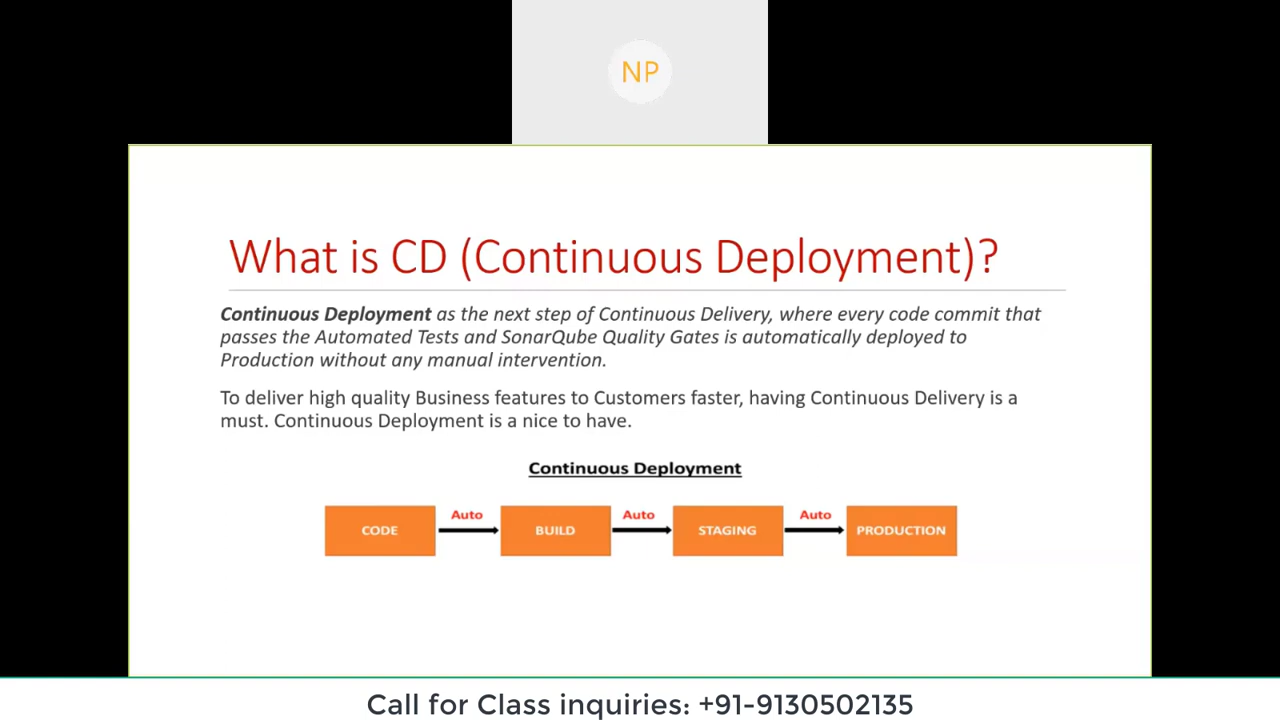 NP
What is CD (Continuous Deployment)?
Continuous Deployment as the next step of Continuous Delivery, where every code commit that
passes the Automated Tests and SonarQube Quality Gates is automatically deployed to
Production without any manual intervention.
To deliver high quality Business features to Customers faster, having Continuous Delivery is a
must. Continuous Deployment is a nice to have.
Continuous Deployment
CODE Auto BUILD Auto STAGING Auto PRODUCTION
Call for Class inquiries: +91-9130502135